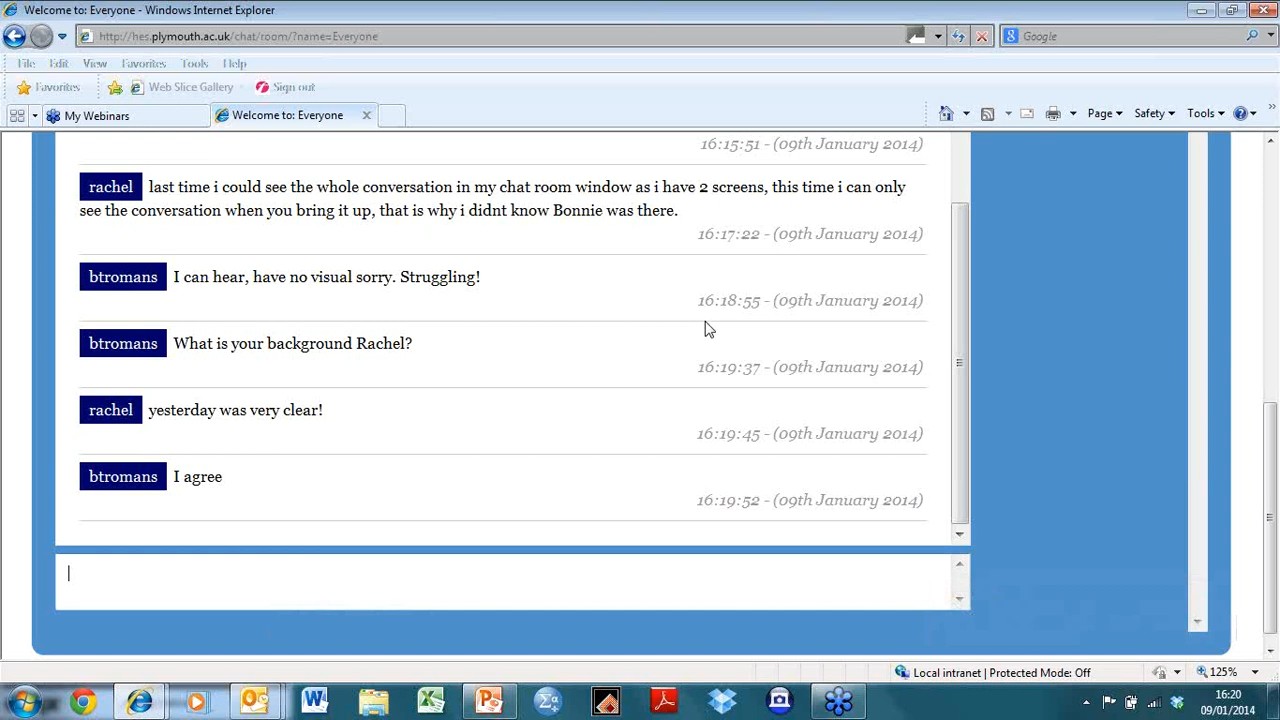 Welcome to: Everyone - Windows Internet Explorer
http://hes.plymouth.ac.uk/chat/room/?name=Everyone
Google
File Edit View Favorites Tools Help
Favorites Web Slice Gallery Sign out
My Webinars Welcome to: Everyone Page Safety Tools
16:15:51 - (09th January 2014)
rachel last time i could see the whole conversation in my chat room window as i have 2 screens, this time i can only
see the conversation when you bring it up, that is why i didnt know Bonnie was there.
16:17:22 - (09th January 2014)
btromans I can hear, have no visual sorry. Struggling!
16:18:55 - (09th January 2014)
btromans What is your background Rachel?
16:19:37 - (09th January 2014)
rachel yesterday was very clear!
16:19:45 - (09th January 2014)
btromans I agree
16:19:52 - (09th January 2014)
Local intranet | Protected Mode: Off 125%
16:20
09/01/2014